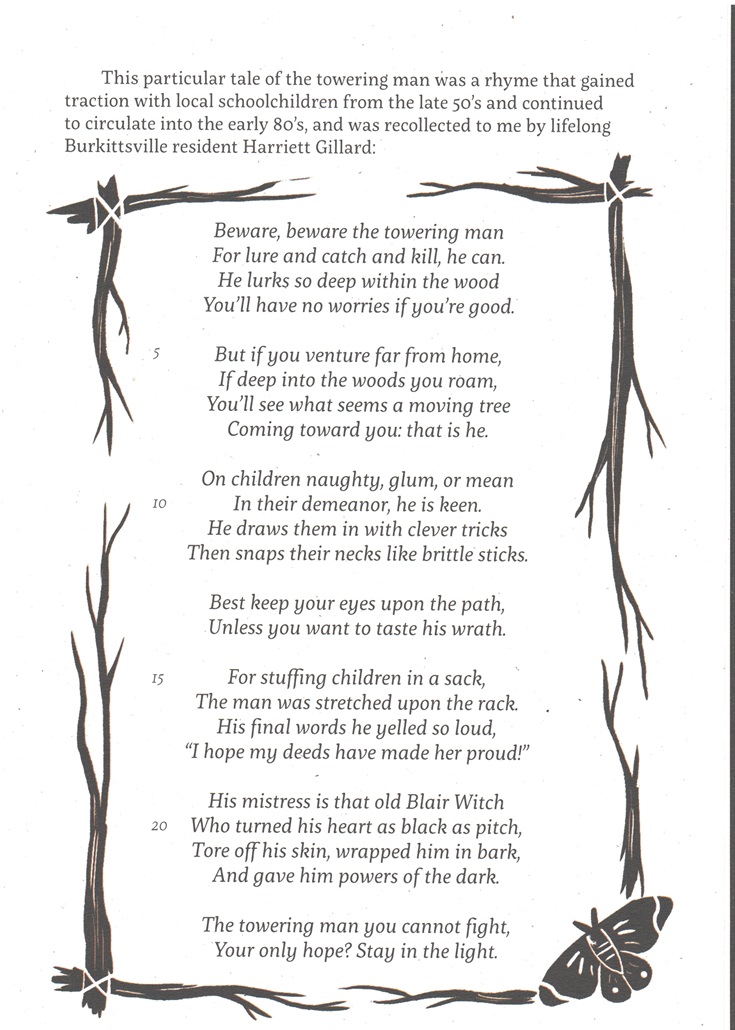 This particular tale of the towering man was a rhyme that gained
traction with local schoolchildren from the late 50's and continued
to circulate into the early 80's, and was recollected to me by lifelong
Burkittsville resident Harriett Gillard:
Beware, beware the towering man
For lure and catch and kill, he can.
He lurks so deep within the wood
You'll have no worries if you're good.
5 But if you venture far from home,
If deep into the woods you roam,
You'll see what seems a moving tree
Coming toward you: that is he.
On children naughty, glum, or mean
10 In their demeanor, he is keen.
He draws them in with clever tricks
Then snaps their necks like brittle sticks.
Best keep your eyes upon the path,
Unless you want to taste his wrath.
15 For stuffing children in a sack,
The man was stretched upon the rack.
His final words he yelled so loud,
“I hope my deeds have made her proud!”
His mistress is that old Blair Witch
20 Who turned his heart as black as pitch,
Tore off his skin, wrapped him in bark,
And gave him powers of the dark.
The towering man you cannot fight,
Your only hope? Stay in the light.